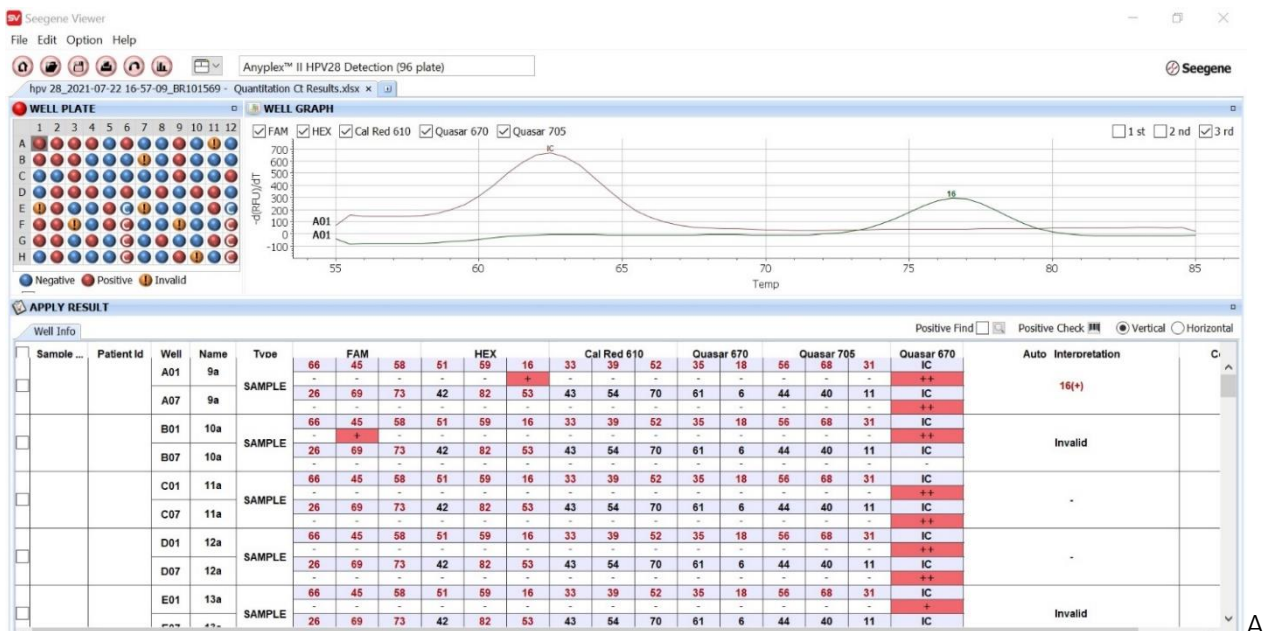 SV Seegene Viewer
File Edit Option Help
Anyplex™ II HPV28 Detection (96 plate)
Seegene
hpv 28_2021-07-22 16-57-09_BR101569 - Quantitation Ct Results.xlsx ×
WELL PLATE
1 2 3 4 5 6 7 8 9 10 11 12
A
B
C
D
E
F
G
H
Negative Positive Invalid
WELL GRAPH
FAM HEX Cal Red 610 Quasar 670 Quasar 705
1 st 2 nd 3 rd
-d(RFU)/dT
700
600
500
400
300
200
100
0
-100
IC
16
A01
A01
55 60 65 70 75 80 85
Temp
APPLY RESULT
Well Info
Positive Find Positive Check Vertical Horizontal
Sample ... Patient Id Well Name Type FAM HEX Cal Red 610 Quasar 670 Quasar 705 Quasar 670 Auto Interpretation
66 45 58 51 59 16 33 39 52 35 18 56 68 31 IC
A01 9a
- - - - - + - - - - - - - - ++
SAMPLE 16(+)
26 69 73 42 82 53 43 54 70 61 6 44 40 11 IC
A07 9a
- - - - - - - - - - - - - - ++
66 45 58 51 59 16 33 39 52 35 18 56 68 31 IC
B01 10a
- + - - - - - - - - - - - - ++
SAMPLE Invalid
26 69 73 42 82 53 43 54 70 61 6 44 40 11 IC
B07 10a
- - - - - - - - - - - - - - -
66 45 58 51 59 16 33 39 52 35 18 56 68 31 IC
C01 11a
- - - - - - - - - - - - - - ++
SAMPLE -
26 69 73 42 82 53 43 54 70 61 6 44 40 11 IC
C07 11a
- - - - - - - - - - - - - - ++
66 45 58 51 59 16 33 39 52 35 18 56 68 31 IC
D01 12a
- - - - - - - - - - - - - - ++
SAMPLE -
26 69 73 42 82 53 43 54 70 61 6 44 40 11 IC
D07 12a
- - - - - - - - - - - - - - ++
66 45 58 51 59 16 33 39 52 35 18 56 68 31 IC
E01 13a
- - - - - - - - - - - - - - +
SAMPLE Invalid
26 69 73 42 82 53 43 54 70 61 6 44 40 11 IC
A